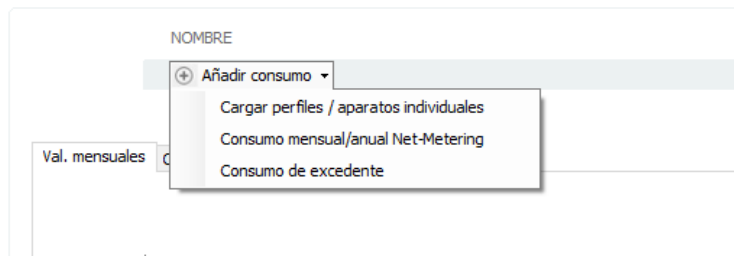 NOMBRE
Añadir consumo
Cargar perfiles / aparatos individuales
Consumo mensual/anual Net-Metering
Val. mensuales
Consumo de excedente